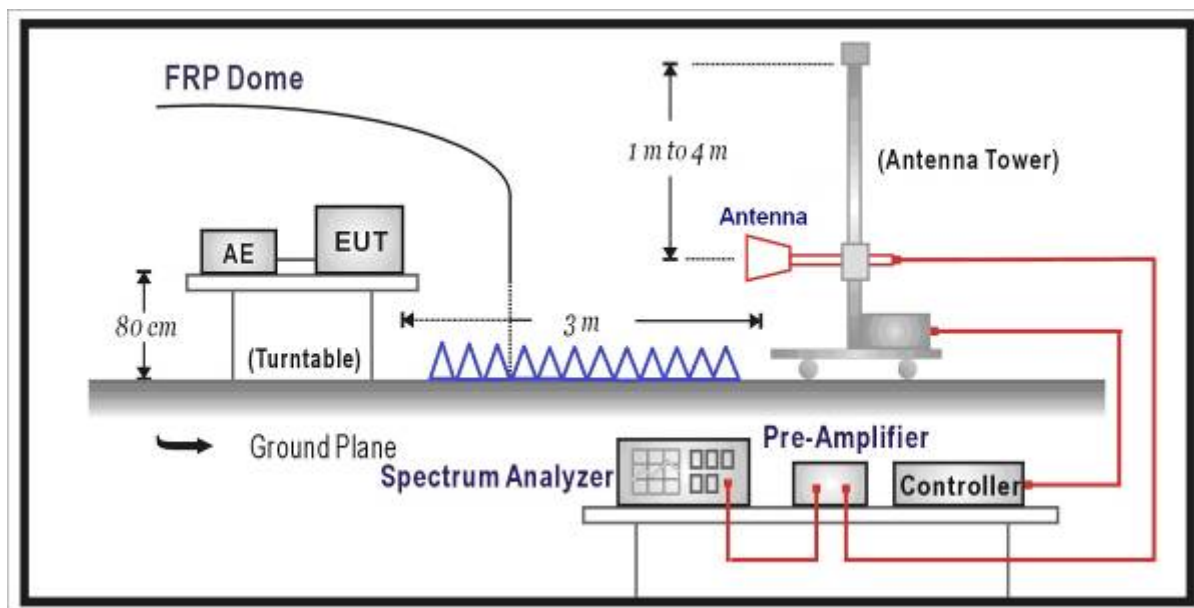 FRP Dome
1 m to 4 m
(Antenna Tower)
Antenna
AE
EUT
80 cm
3 m
(Turntable)
Ground Plane
Pre-Amplifier
Spectrum Analyzer
Controller